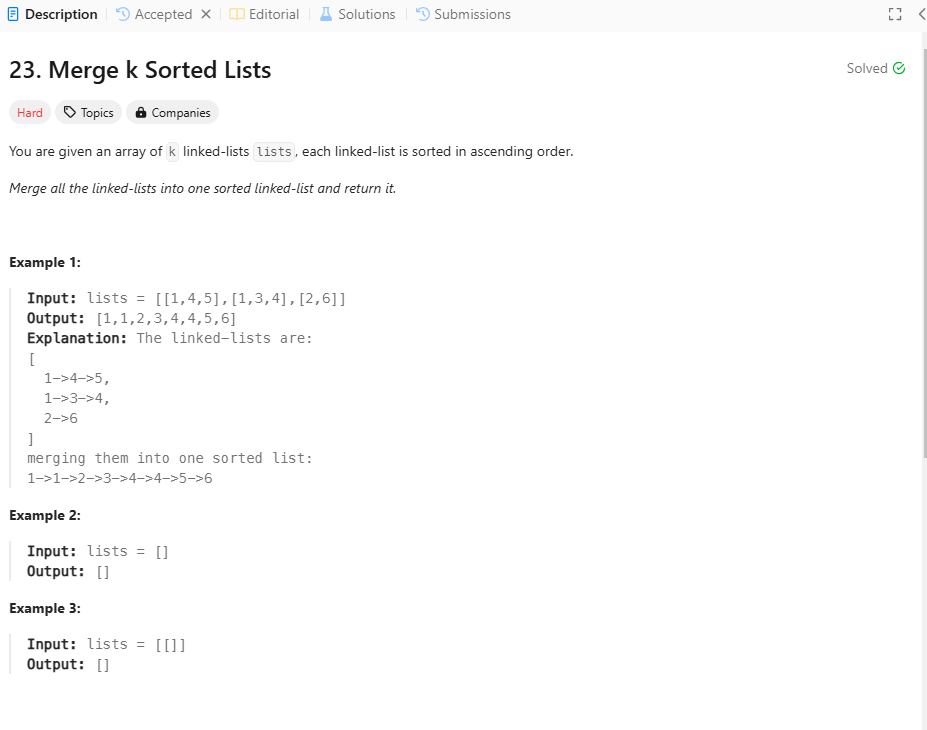 Description Accepted Editorial Solutions Submissions
23. Merge k Sorted Lists Solved
Hard Topics Companies
You are given an array of k linked-lists lists, each linked-list is sorted in ascending order.
Merge all the linked-lists into one sorted linked-list and return it.
Example 1:
Input: lists = [[1,4,5],[1,3,4],[2,6]]
Output: [1,1,2,3,4,4,5,6]
Explanation: The linked-lists are:
[
  1->4->5,
  1->3->4,
  2->6
]
merging them into one sorted list:
1->1->2->3->4->4->5->6
Example 2:
Input: lists = []
Output: []
Example 3:
Input: lists = [[]]
Output: []